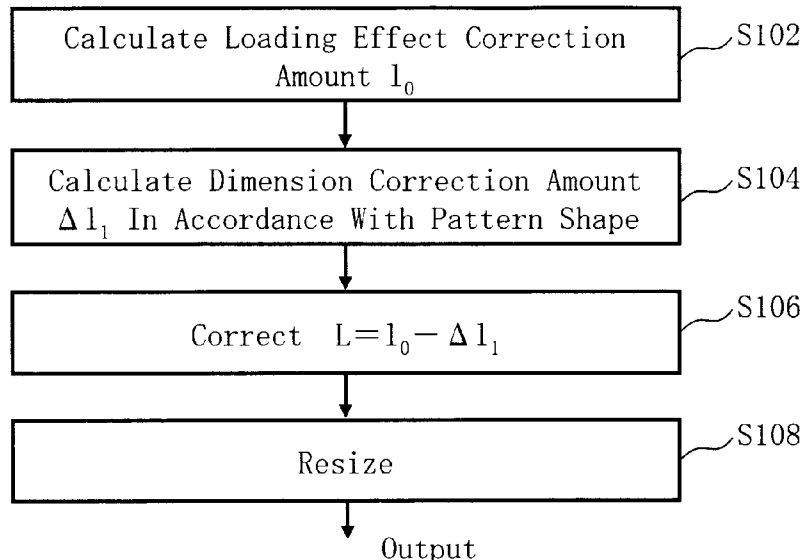 Calculate Loading Effect Correction
Amount l₀
S102
Calculate Dimension Correction Amount
Δl₁ In Accordance With Pattern Shape
S104
Correct L=l₀−Δl₁
S106
Resize
S108
Output